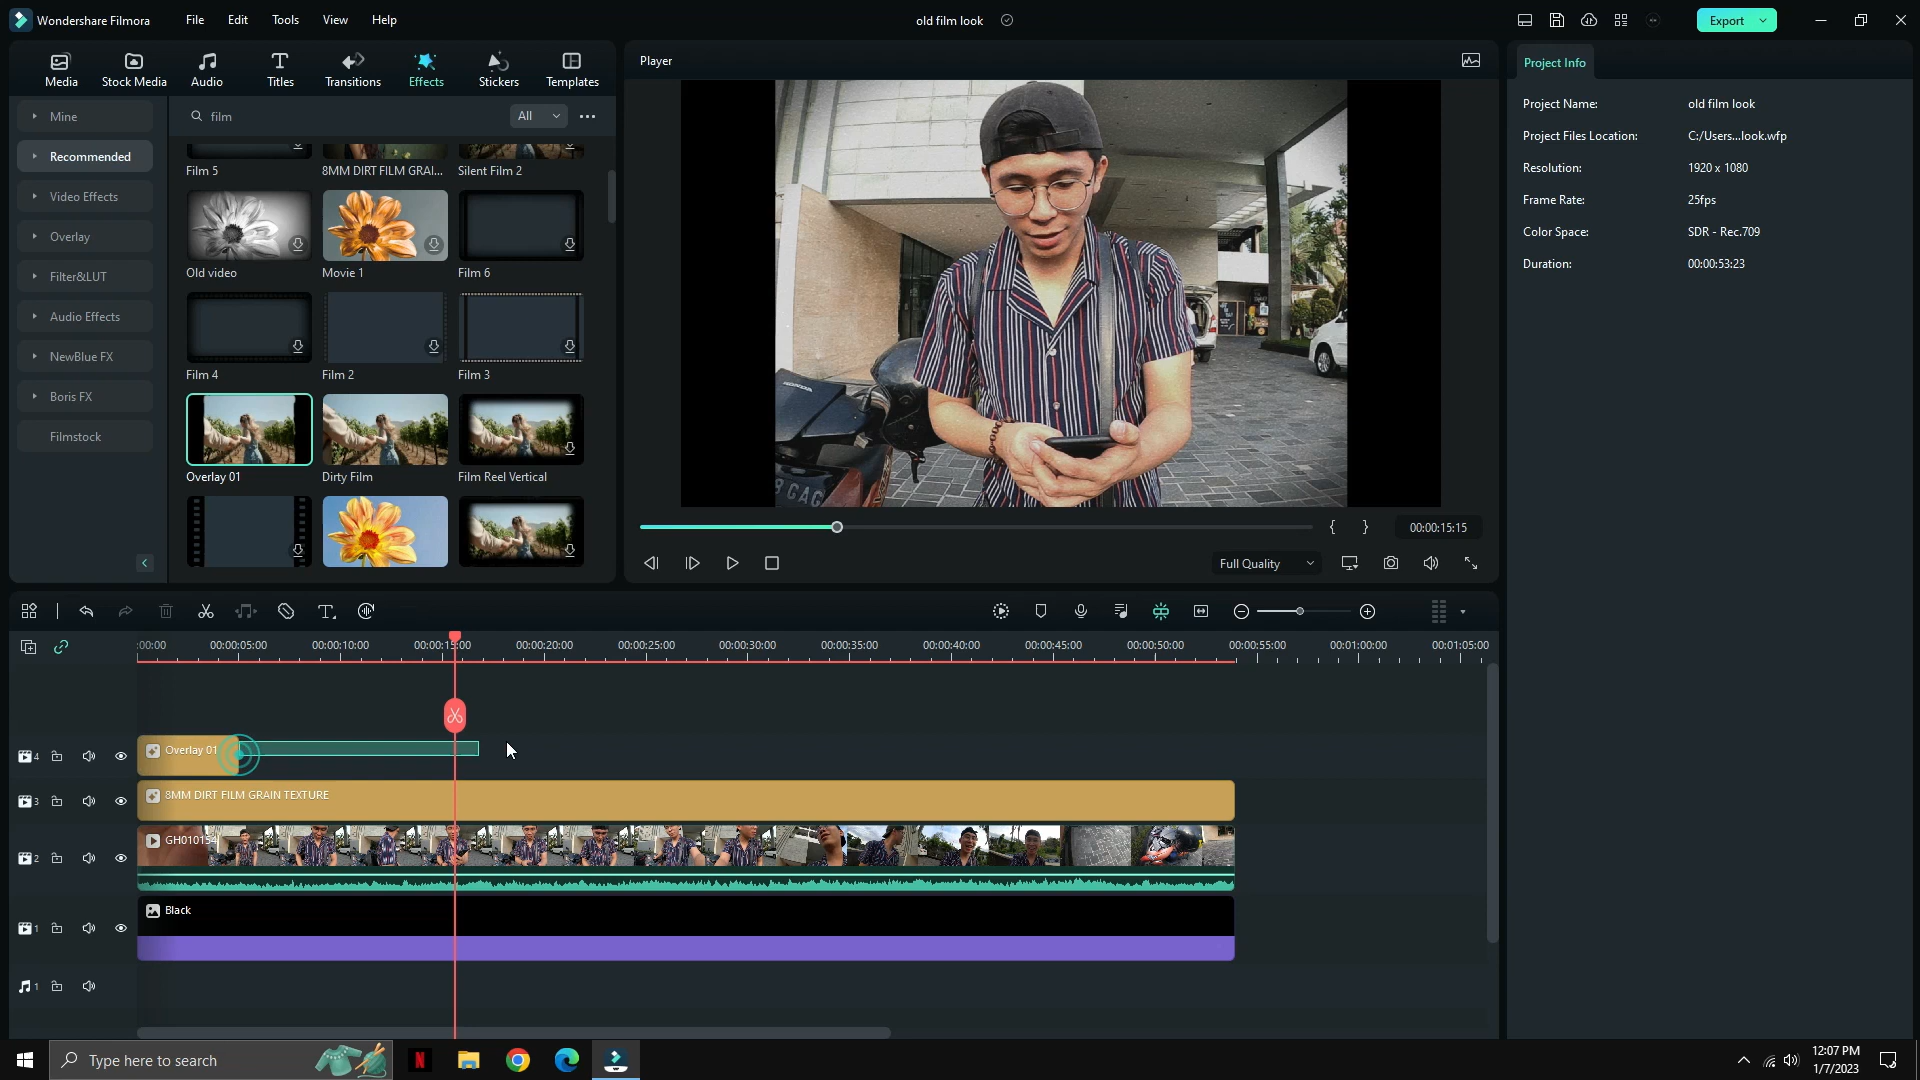 Wondershare Filmora
File
Edit
Tools
View
Help
old film look
Export
Media
Stock Media
Audio
Titles
Transitions
Effects
Stickers
Templates
Player
Project Info
Mine
Recommended
Video Effects
Overlay
Filter&LUT
Audio Effects
NewBlue FX
Boris FX
Filmstock
film
All
Film 5
8MM DIRT FILM GRAI...
Silent Film 2
Old video
Movie 1
Film 6
Film 4
Film 2
Film 3
Overlay 01
Dirty Film
Film Reel Vertical
HONDA
Project Name:
old film look
Project Files Location:
C:/Users...look.wfp
Resolution:
1920 x 1080
Frame Rate:
25fps
Color Space:
SDR - Rec.709
Duration:
00:00:53:23
{ }
00:00:15:15
Full Quality
:00:00
00:00:05:00
00:00:10:00
00:00:15:00
00:00:20:00
00:00:25:00
00:00:30:00
00:00:35:00
00:00:40:00
00:00:45:00
00:00:50:00
00:00:55:00
00:01:00:00
00:01:05:00
4
Overlay 01
3
8MM DIRT FILM GRAIN TEXTURE
2
GH010154
1
Black
1
Type here to search
12:07 PM
1/7/2023